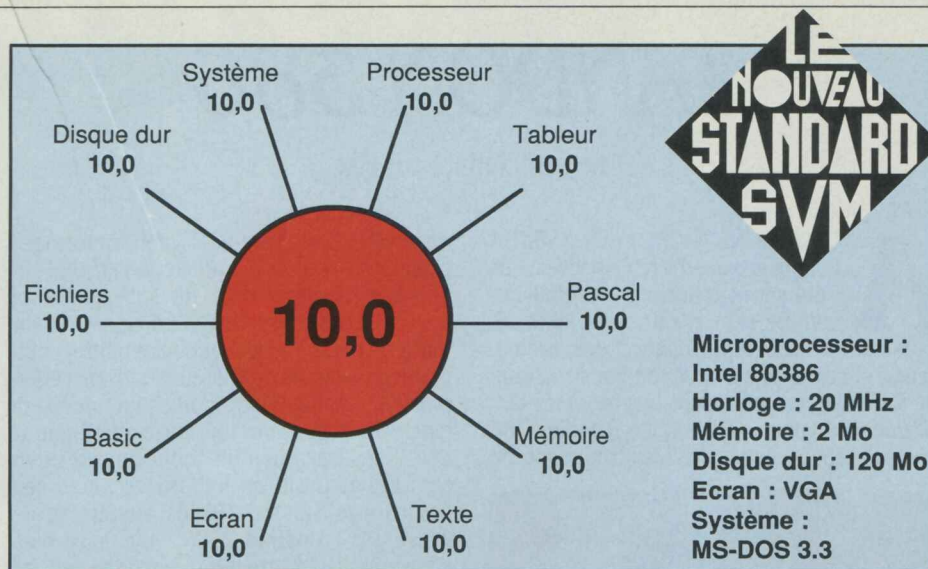 Système
10,0
Processeur
10,0
Disque dur
10,0
Tableur
10,0
Fichiers
10,0
10,0
Pascal
10,0
Basic
10,0
Mémoire
10,0
Ecran
10,0
Texte
10,0
LE
NOUVEAU
STANDARD
SVM
Microprocesseur :
Intel 80386
Horloge : 20 MHz
Mémoire : 2 Mo
Disque dur : 120 Mo
Ecran : VGA
Système :
MS-DOS 3.3